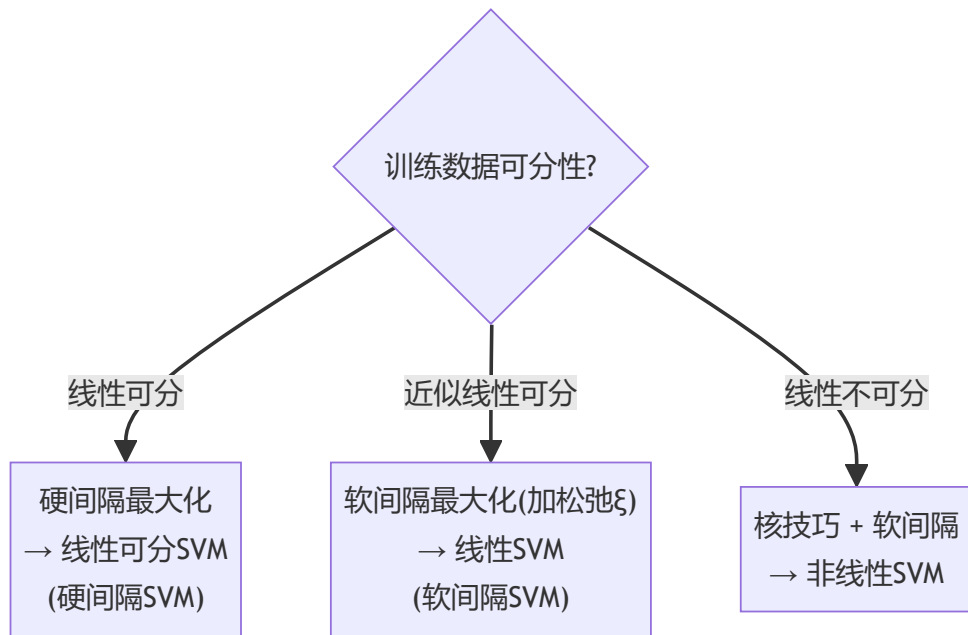 训练数据可分性?
线性可分
近似线性可分
线性不可分
硬间隔最大化
→ 线性可分SVM
(硬间隔SVM)
软间隔最大化(加松弛ξ)
→ 线性SVM
(软间隔SVM)
核技巧 + 软间隔
→ 非线性SVM